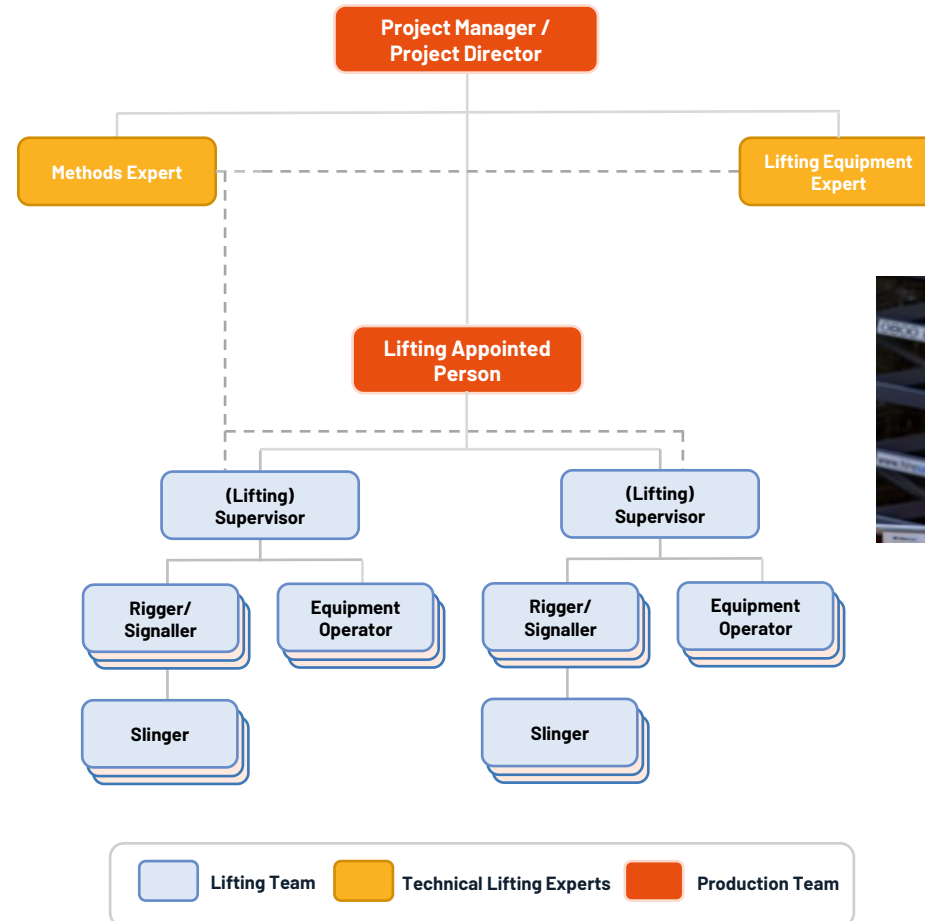 Project Manager /
Project Director
Methods Expert
Lifting Equipment
Expert
Lifting Appointed
Person
(Lifting)
Supervisor
(Lifting)
Supervisor
Rigger/
Signaller
Equipment
Operator
Rigger/
Signaller
Equipment
Operator
Slinger
Slinger
Lifting Team
Technical Lifting Experts
Production Team